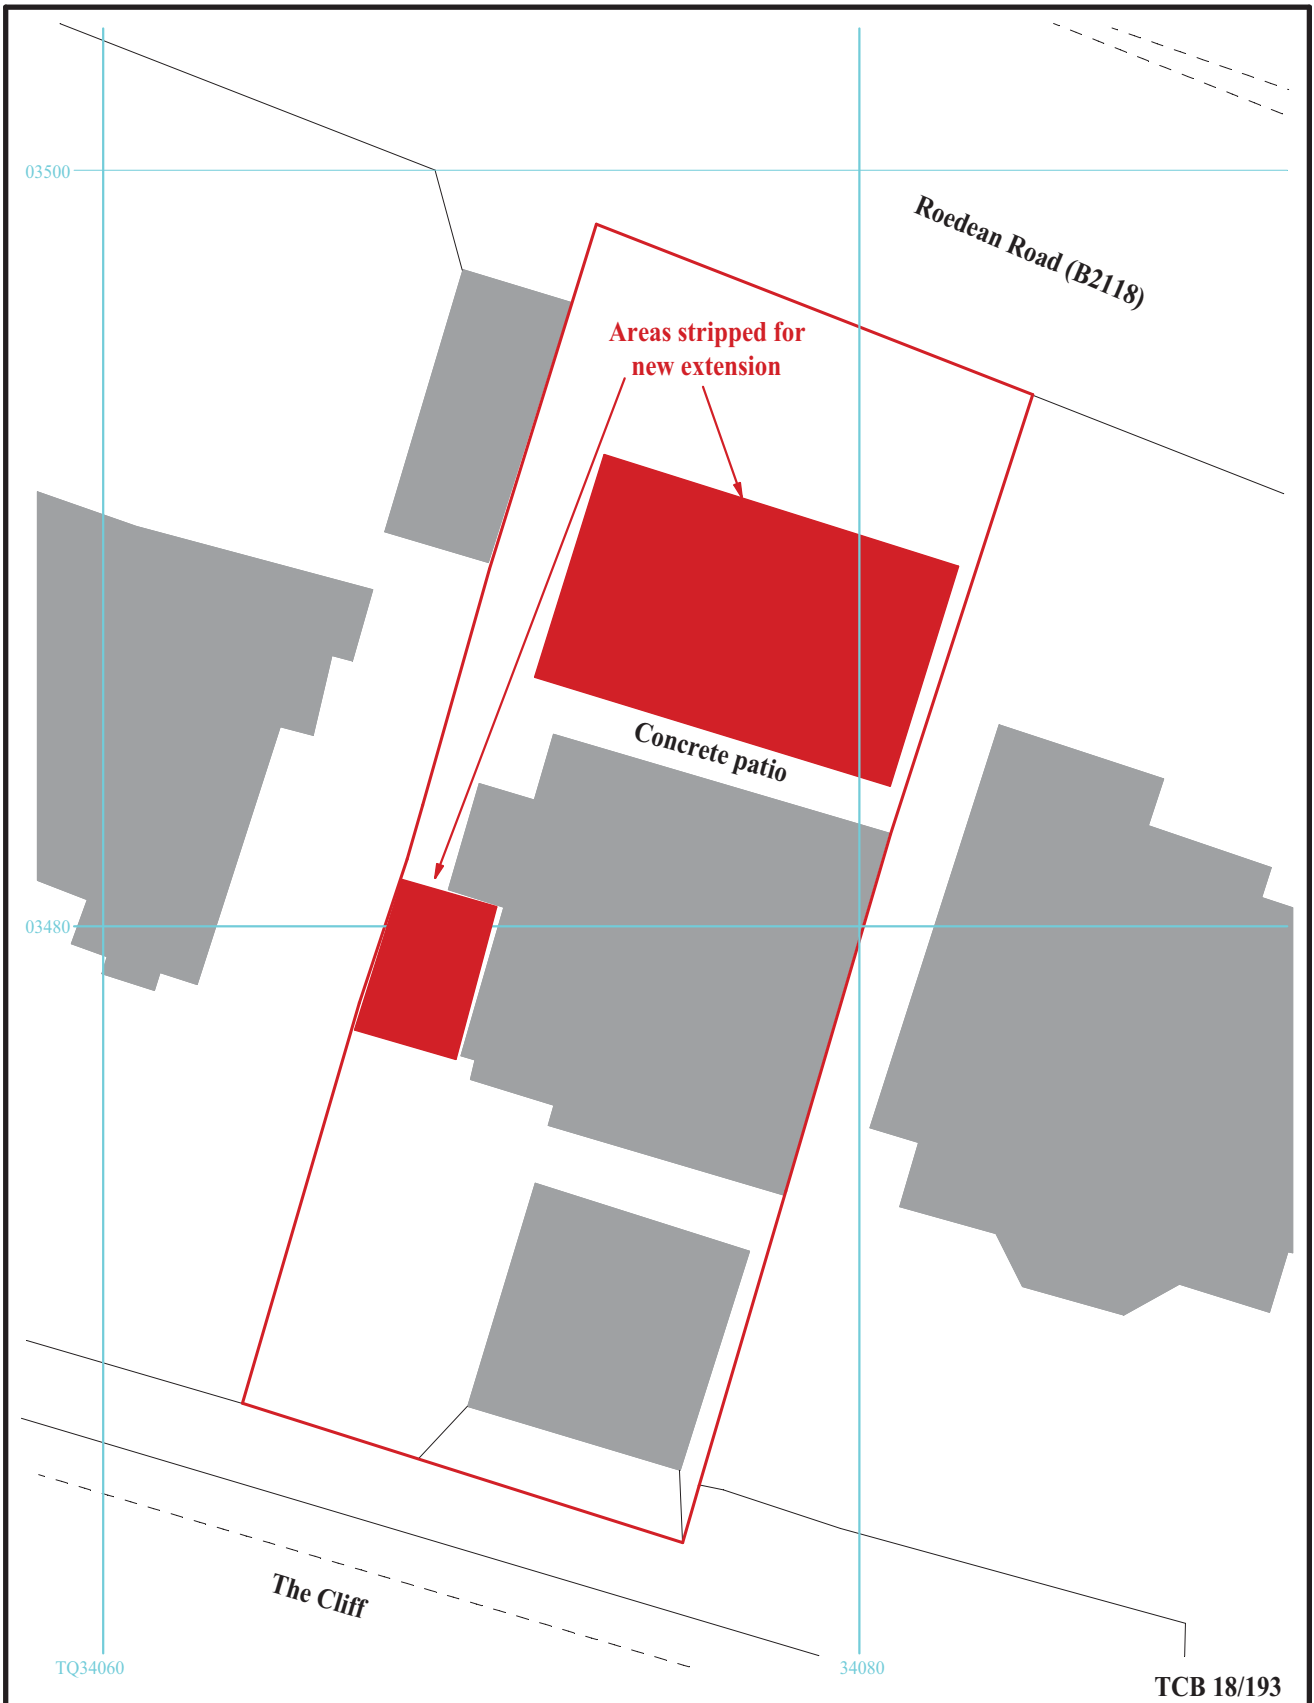 03500
Roedean Road (B2118)
Areas stripped for
new extension
Concrete patio
03480
The Cliff
TQ34060
34080
TCB 18/193